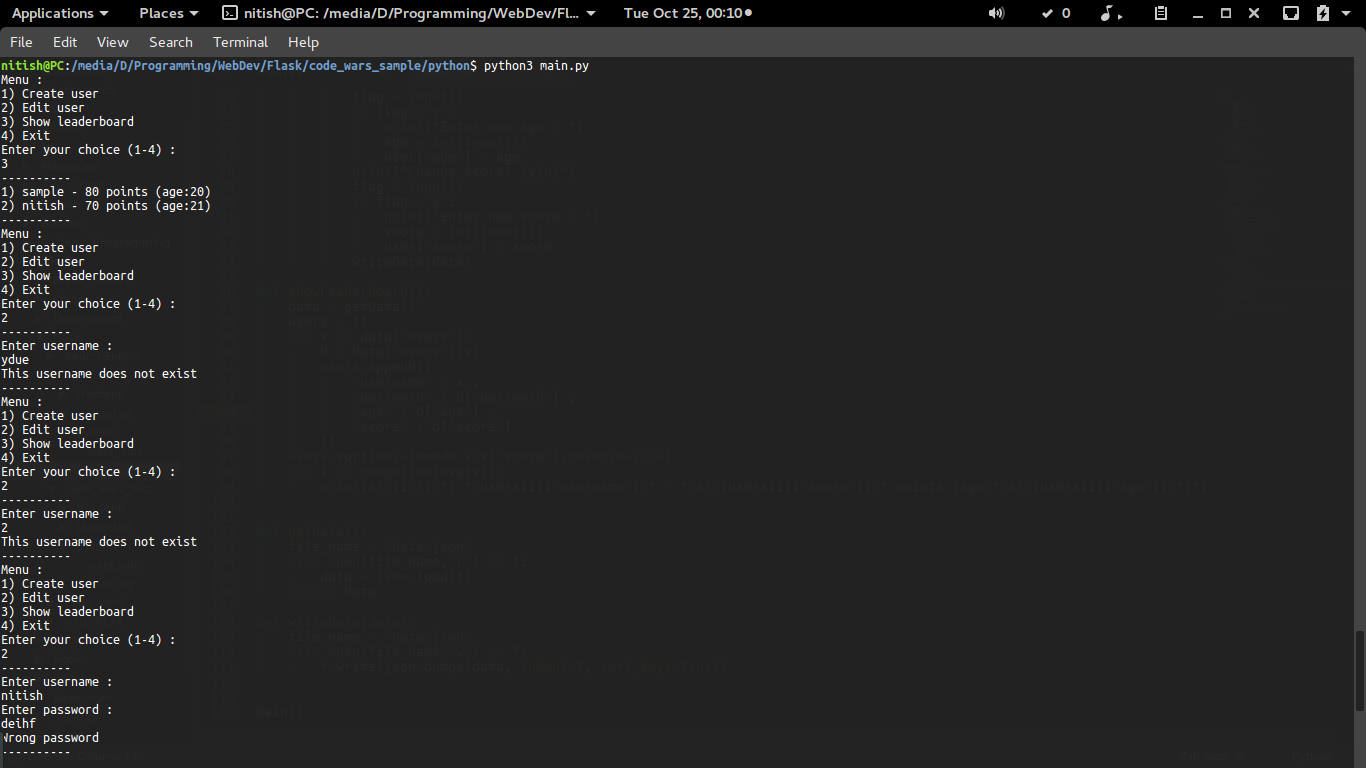 Applications Places nitish@PC: /media/D/Programming/WebDev/Fl... Tue Oct 25, 00:10 0
File Edit View Search Terminal Help
nitish@PC:/media/D/Programming/WebDev/Flask/code_wars_sample/python$ python3 main.py
Menu :
1) Create user
2) Edit user
3) Show leaderboard
4) Exit
Enter your choice (1-4) :
3
----------
1) sample - 80 points (age:20)
2) nitish - 70 points (age:21)
----------
Menu :
1) Create user
2) Edit user
3) Show leaderboard
4) Exit
Enter your choice (1-4) :
2
----------
Enter username :
ydue
This username does not exist
----------
Menu :
1) Create user
2) Edit user
3) Show leaderboard
4) Exit
Enter your choice (1-4) :
2
----------
Enter username :
2
This username does not exist
----------
Menu :
1) Create user
2) Edit user
3) Show leaderboard
4) Exit
Enter your choice (1-4) :
2
----------
Enter username :
nitish
Enter password :
deihf
Wrong password
----------